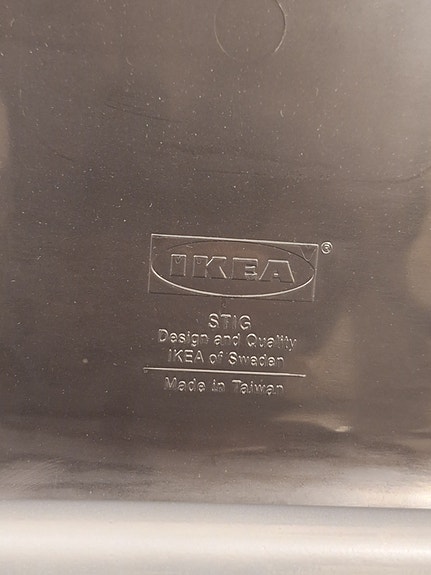 IKEA®
STIG
Design and Quality
IKEA of Sweden
Made in Taiwan